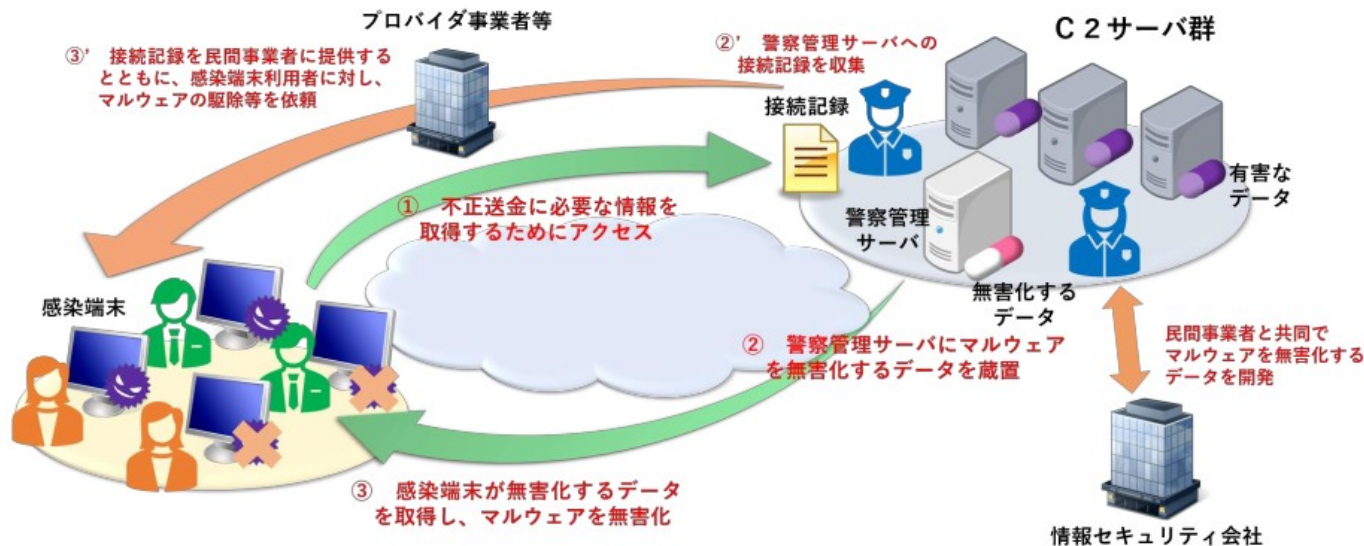 プロバイダ事業者等
③’ 接続記録を民間事業者に提供する
とともに、感染端末利用者に対し、
マルウェアの駆除等を依頼
②’ 警察管理サーバへの
接続記録を収集
C2サーバ群
接続記録
有害な
データ
① 不正送金に必要な情報を
取得するためにアクセス
警察管理
サーバ
無害化する
データ
感染端末
② 警察管理サーバにマルウェア
を無害化するデータを蔵置
民間事業者と共同で
マルウェアを無害化する
データを開発
③ 感染端末が無害化するデータ
を取得し、マルウェアを無害化
情報セキュリティ会社